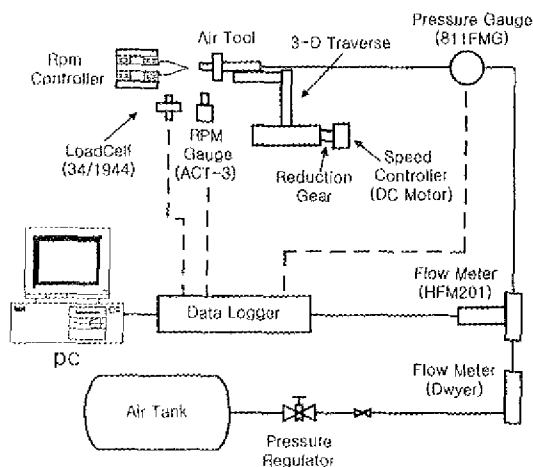 Pressure Gauge
(811FMG)
Air Tool
3-D Traverse
Rpm
Controller
LoadCell
(34/1944)
RPM
Gauge
(ACT-3)
Reduction
Gear
Speed
Controller
(DC Motor)
Flow Meter
(HFM201)
Data Logger
pc
Flow Meter
(Dwyer)
Air Tank
Pressure
Regulator